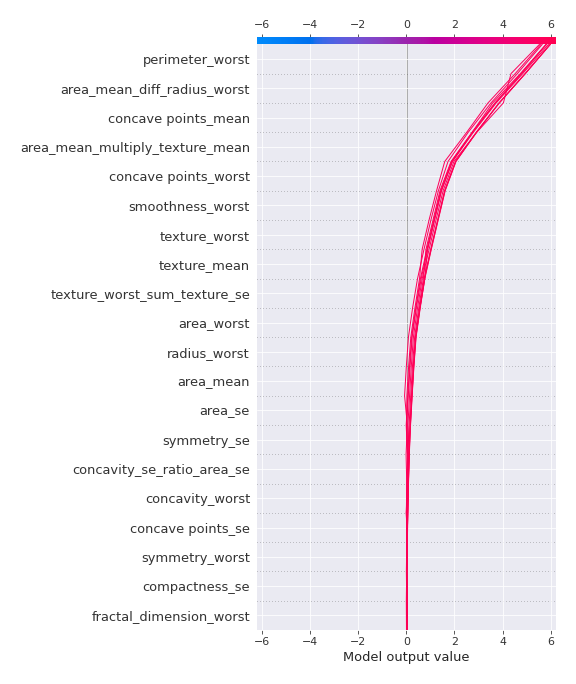 −6 −4 −2 0 2 4 6
perimeter_worst
area_mean_diff_radius_worst
concave points_mean
area_mean_multiply_texture_mean
concave points_worst
smoothness_worst
texture_worst
texture_mean
texture_worst_sum_texture_se
area_worst
radius_worst
area_mean
area_se
symmetry_se
concavity_se_ratio_area_se
concavity_worst
concave points_se
symmetry_worst
compactness_se
fractal_dimension_worst
−6 −4 −2 0 2 4 6
Model output value